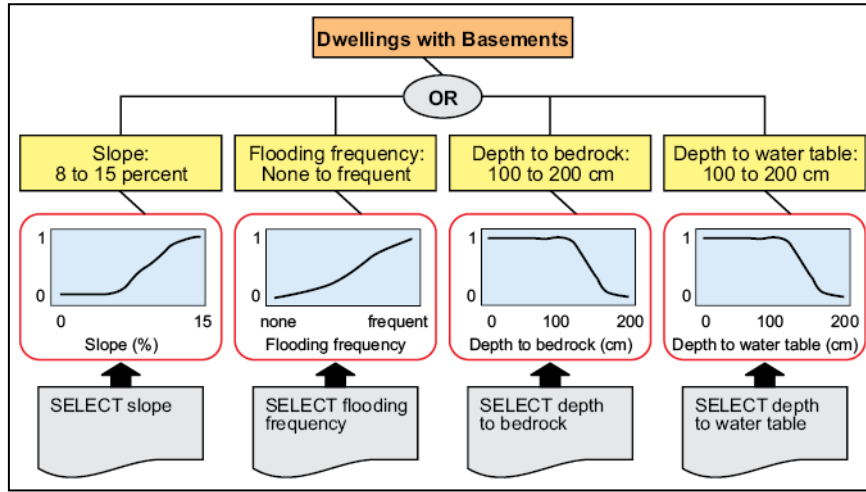 Dwellings with Basements
OR
Slope:
8 to 15 percent
Flooding frequency:
None to frequent
Depth to bedrock:
100 to 200 cm
Depth to water table:
100 to 200 cm
1
0
0 15
Slope (%)
1
0
none frequent
Flooding frequency
1
0
0 100 200
Depth to bedrock (cm)
1
0
0 100 200
Depth to water table (cm)
SELECT slope
SELECT flooding
frequency
SELECT depth
to bedrock
SELECT depth
to water table